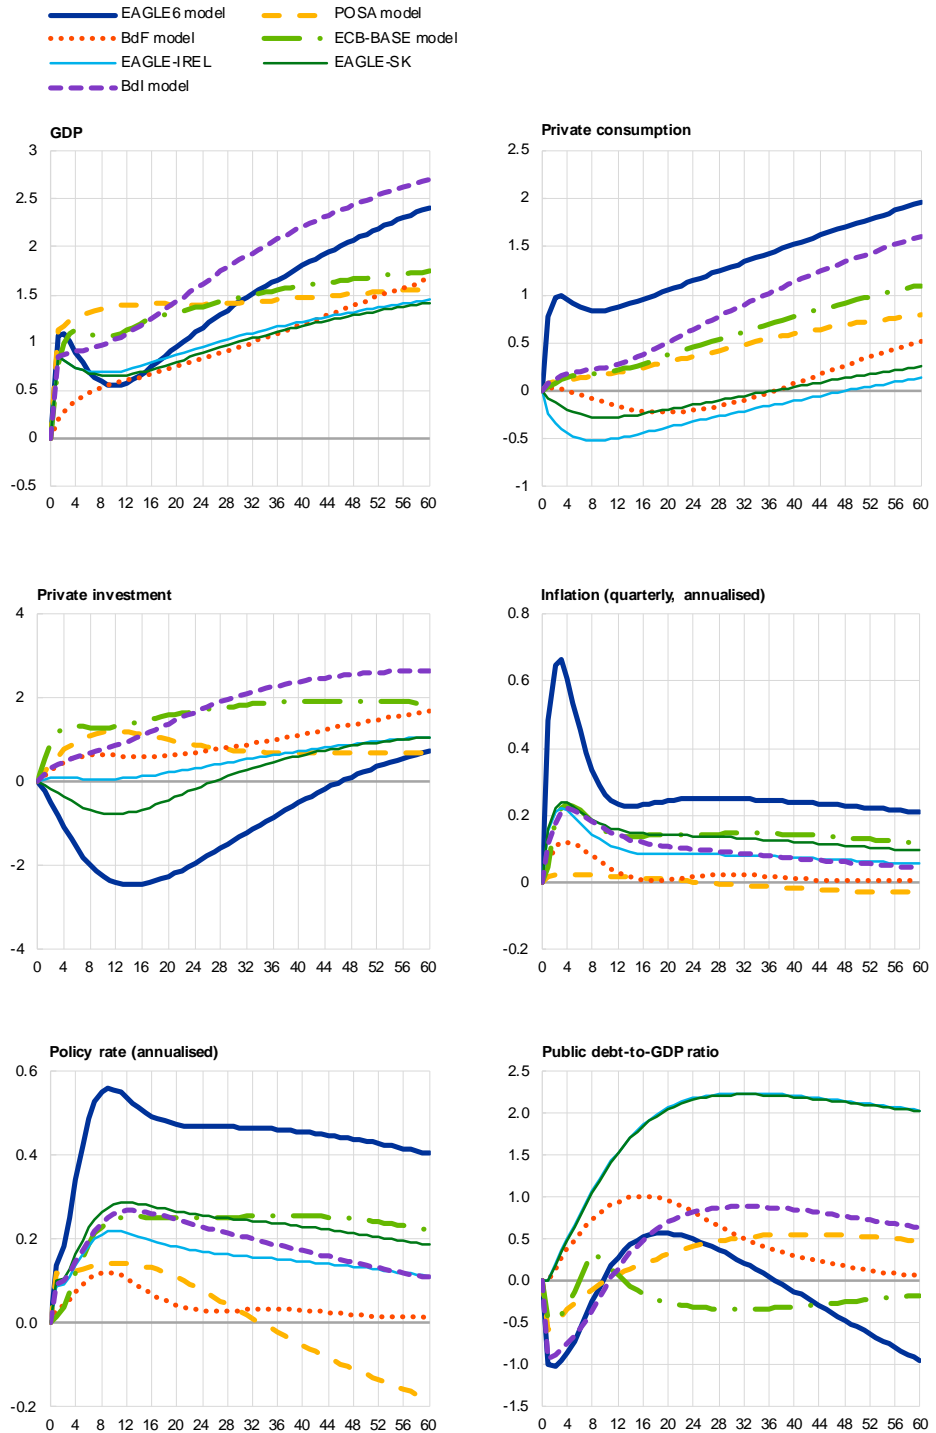 EAGLE6 model POSA model
BdF model ECB-BASE model
EAGLE-IREL EAGLE-SK
BdI model
GDP
3
2.5
2
1.5
1
0.5
0
-0.5
0 4 8 12 16 20 24 28 32 36 40 44 48 52 56 60
Private consumption
2.5
2
1.5
1
0.5
0
-0.5
-1
0 4 8 12 16 20 24 28 32 36 40 44 48 52 56 60
Private investment
4
2
0
-2
-4
0 4 8 12 16 20 24 28 32 36 40 44 48 52 56 60
Inflation (quarterly, annualised)
0.8
0.6
0.4
0.2
0
-0.2
0 4 8 12 16 20 24 28 32 36 40 44 48 52 56 60
Policy rate (annualised)
0.6
0.4
0.2
0.0
-0.2
0 4 8 12 16 20 24 28 32 36 40 44 48 52 56 60
Public debt-to-GDP ratio
2.5
2.0
1.5
1.0
0.5
0.0
-0.5
-1.0
-1.5
0 4 8 12 16 20 24 28 32 36 40 44 48 52 56 60